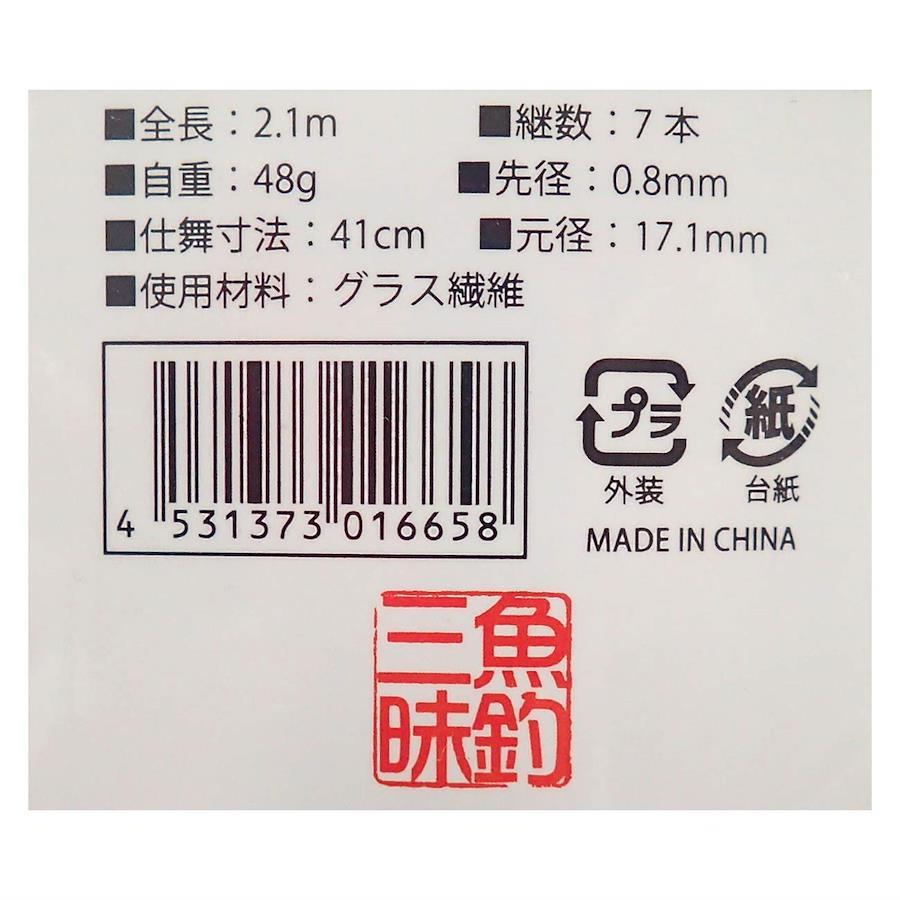 ■全長：2.1m ■継数：7本
■自重：48g ■先径：0.8mm
■仕舞寸法：41cm ■元径：17.1mm
■使用材料：グラス繊維
4 531373 016658
プラ
外装
紙
台紙
MADE IN CHINA
魚釣
三昧